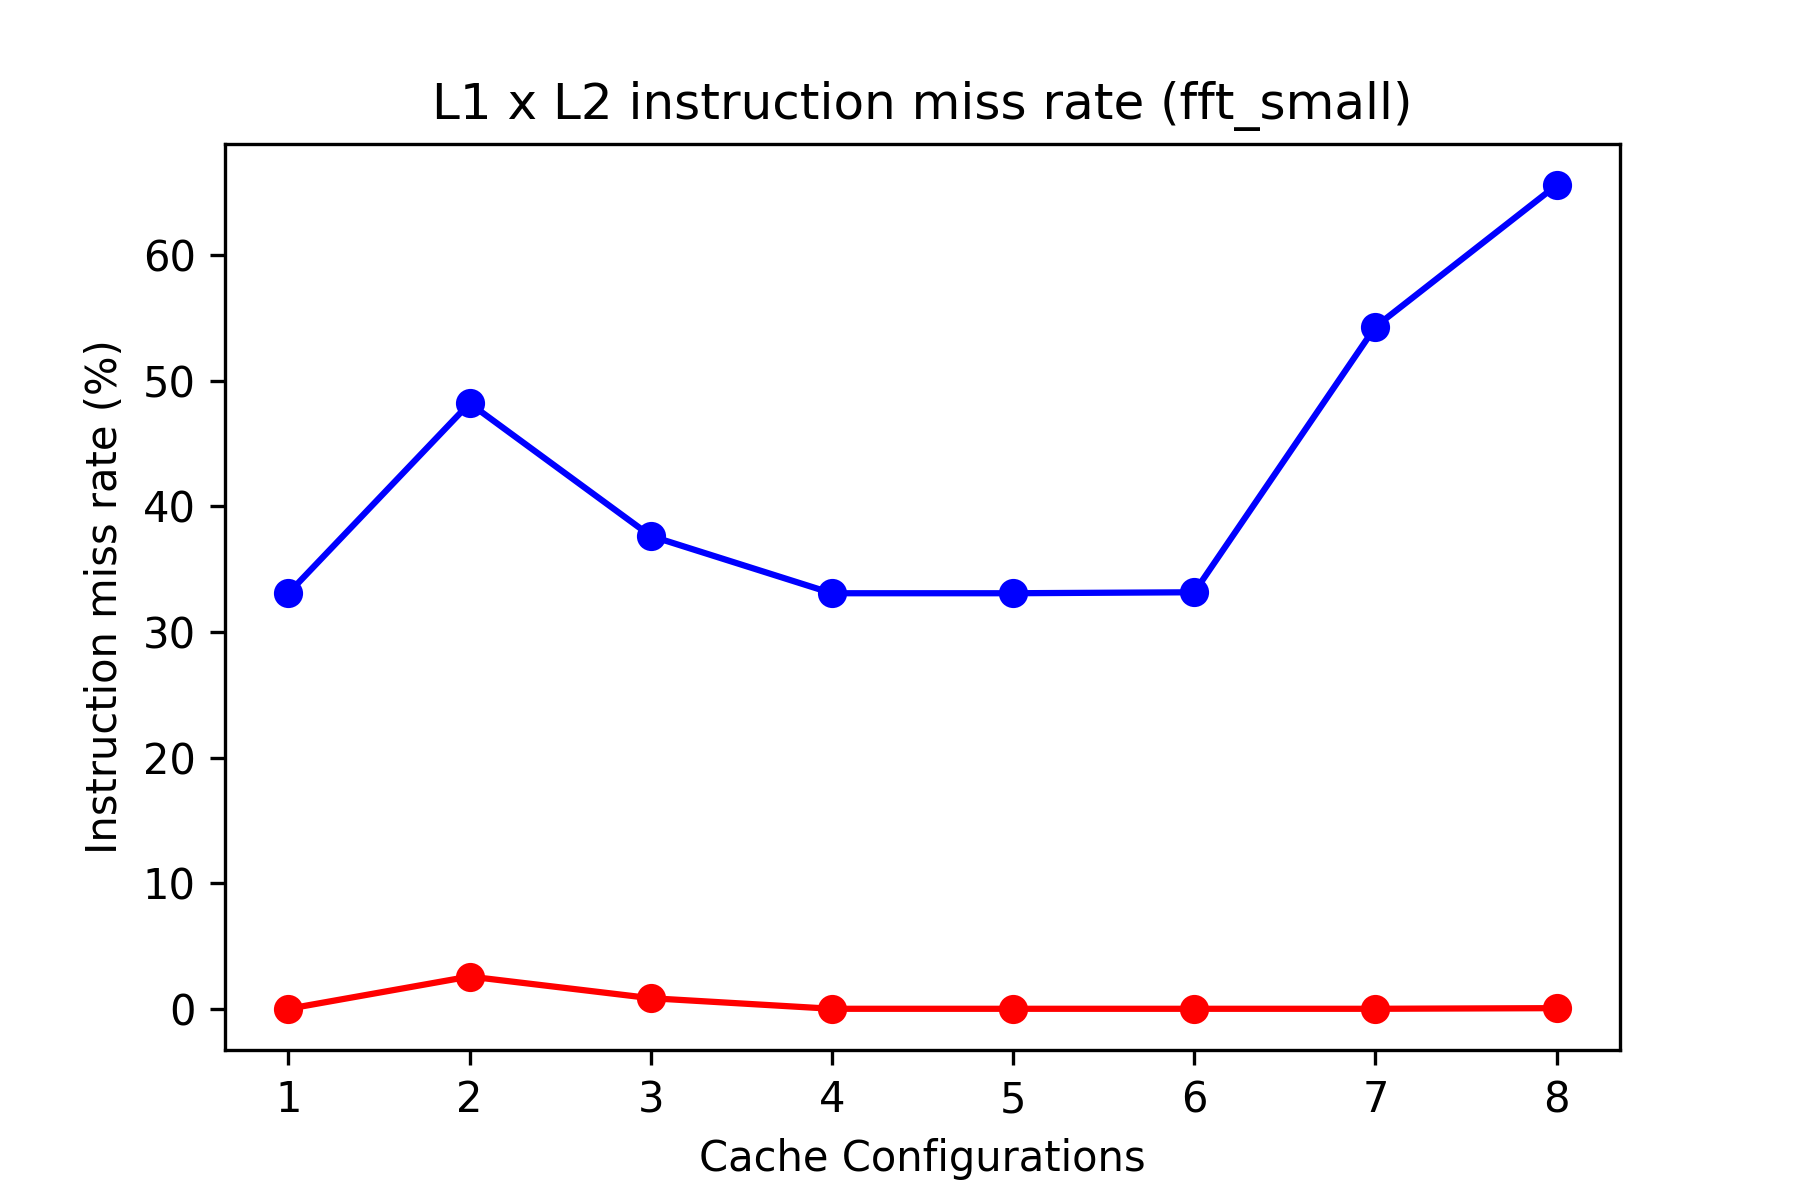 L1 x L2 instruction miss rate (fft_small)
Instruction miss rate (%)
60
50
40
30
20
10
0
1 2 3 4 5 6 7 8
Cache Configurations